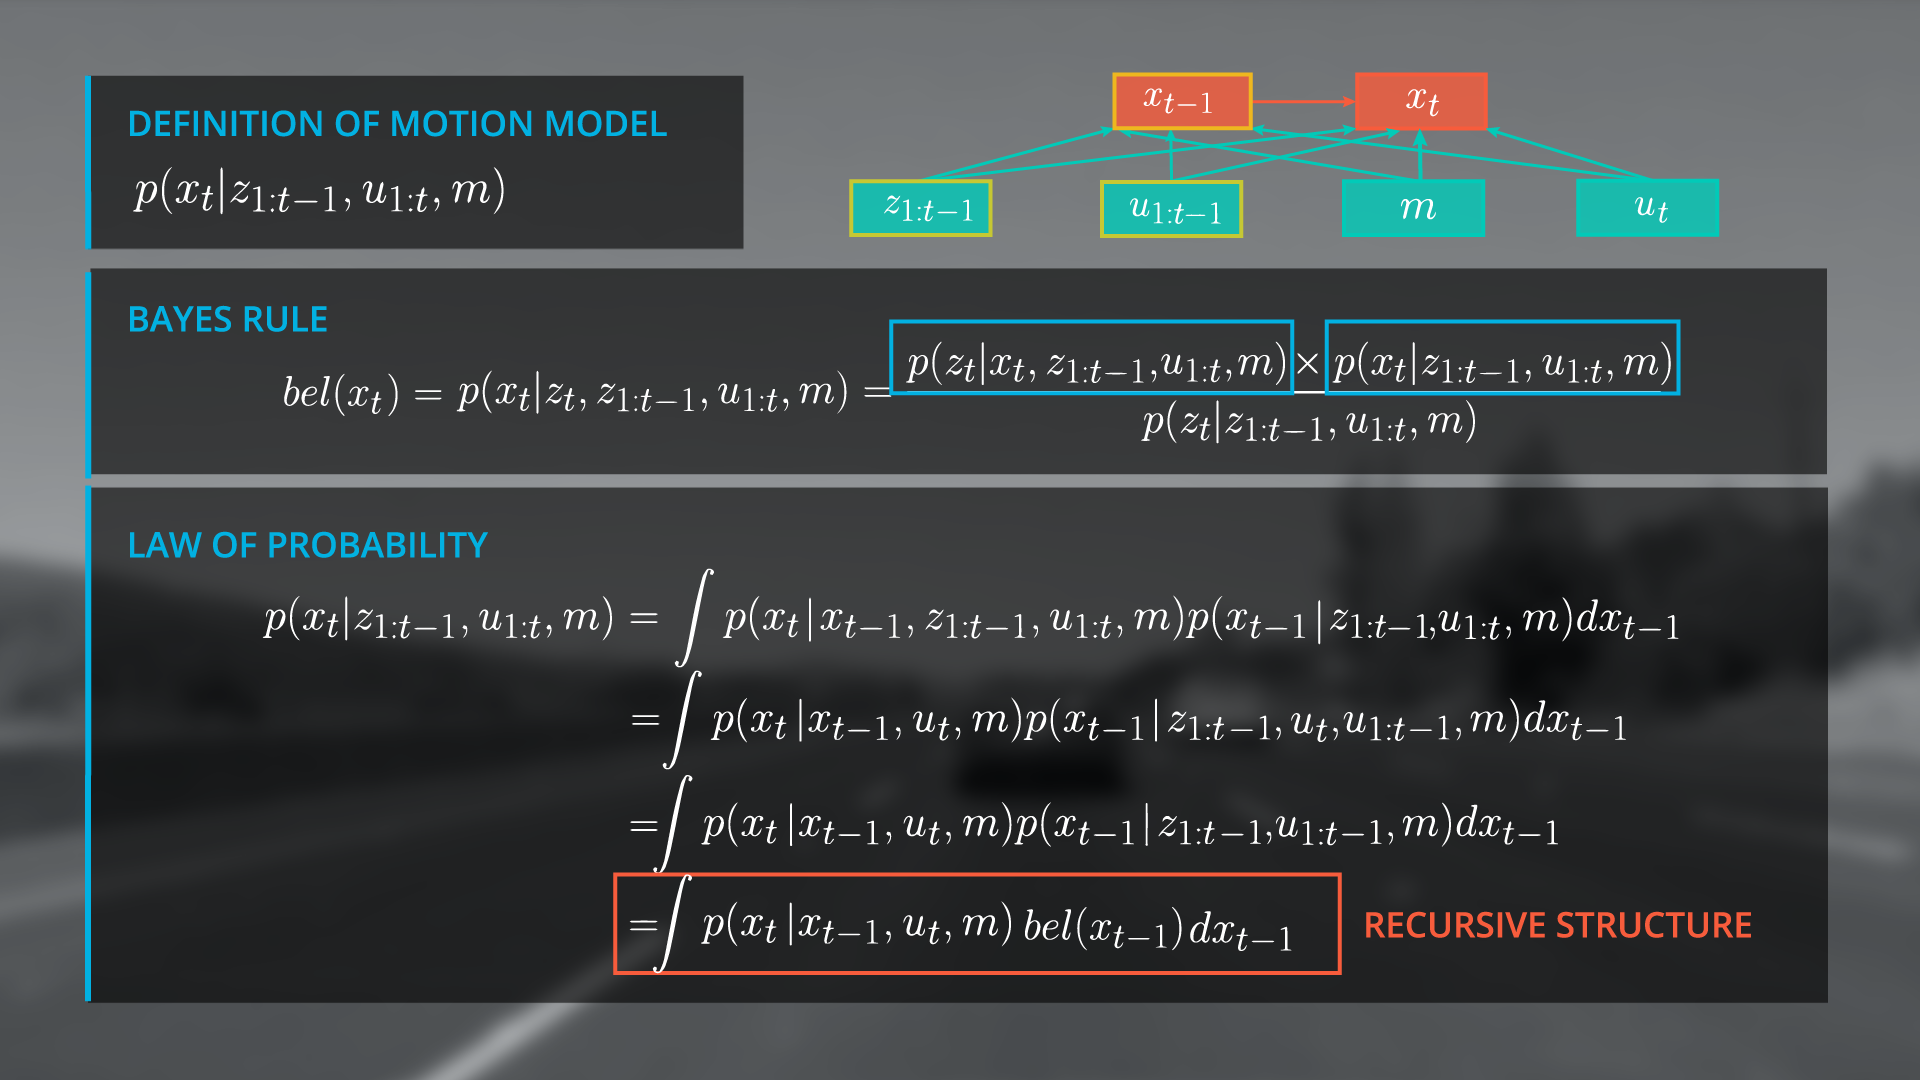 DEFINITION OF MOTION MODEL
p(x_t|z_{1:t−1}, u_{1:t}, m)
x_{t−1} x_t
z_{1:t−1} u_{1:t−1} m u_t
BAYES RULE
bel(x_t) = p(x_t|z_t, z_{1:t−1}, u_{1:t}, m) = p(z_t|x_t, z_{1:t−1},u_{1:t},m) × p(x_t|z_{1:t−1}, u_{1:t}, m)
p(z_t|z_{1:t−1}, u_{1:t}, m)
LAW OF PROBABILITY
p(x_t|z_{1:t−1}, u_{1:t}, m) = ∫ p(x_t|x_{t−1}, z_{1:t−1}, u_{1:t}, m)p(x_{t−1}|z_{1:t−1},u_{1:t}, m)dx_{t−1}
=∫ p(x_t|x_{t−1}, u_t, m)p(x_{t−1}|z_{1:t−1}, u_t,u_{1:t−1}, m)dx_{t−1}
=∫ p(x_t|x_{t−1}, u_t, m)p(x_{t−1}|z_{1:t−1},u_{1:t−1}, m)dx_{t−1}
=∫ p(x_t|x_{t−1}, u_t, m) bel(x_{t−1})dx_{t−1} RECURSIVE STRUCTURE